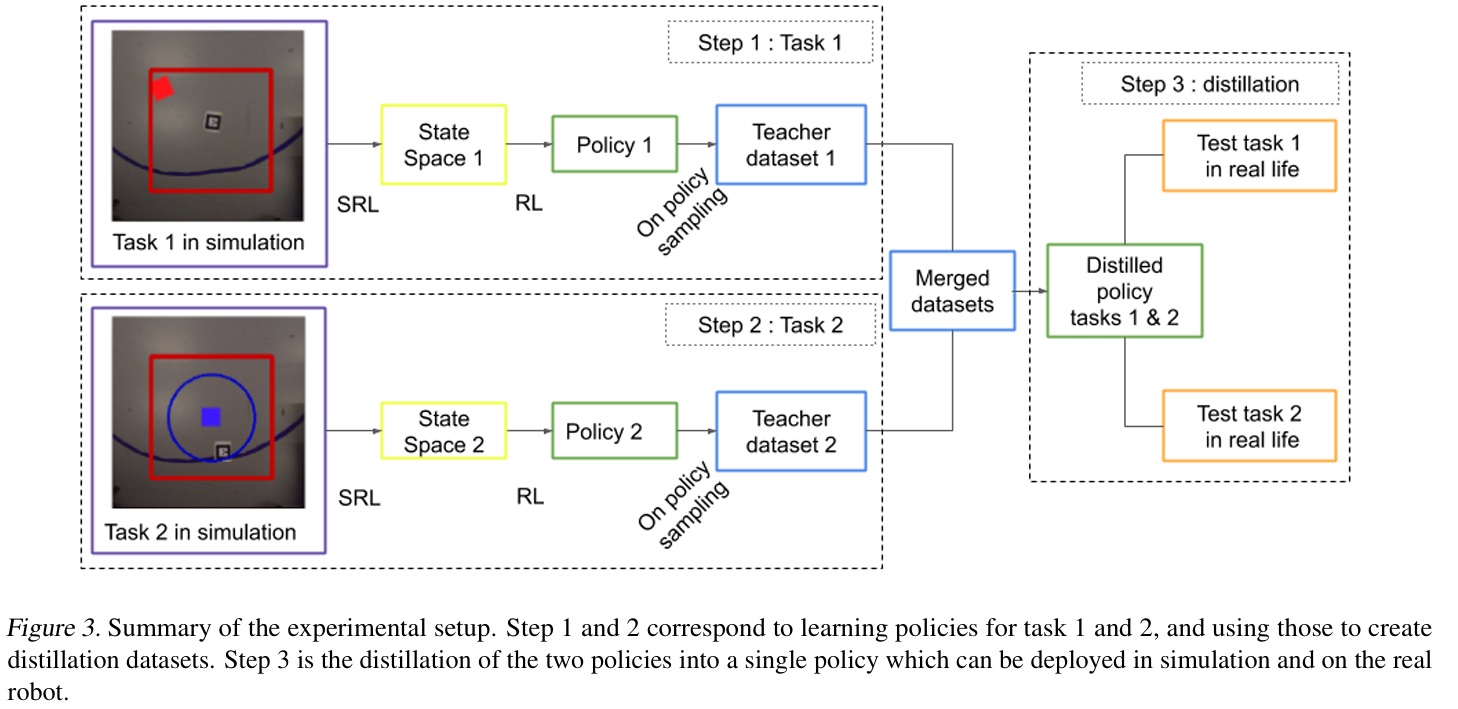 Step 1 : Task 1
Task 1 in simulation
SRL
State
Space 1
RL
Policy 1
On policy
sampling
Teacher
dataset 1
Step 2 : Task 2
Task 2 in simulation
SRL
State
Space 2
RL
Policy 2
On policy
sampling
Teacher
dataset 2
Merged
datasets
Step 3 : distillation
Distilled
policy
tasks 1 & 2
Test task 1
in real life
Test task 2
in real life
Figure 3. Summary of the experimental setup. Step 1 and 2 correspond to learning policies for task 1 and 2, and using those to create
distillation datasets. Step 3 is the distillation of the two policies into a single policy which can be deployed in simulation and on the real
robot.